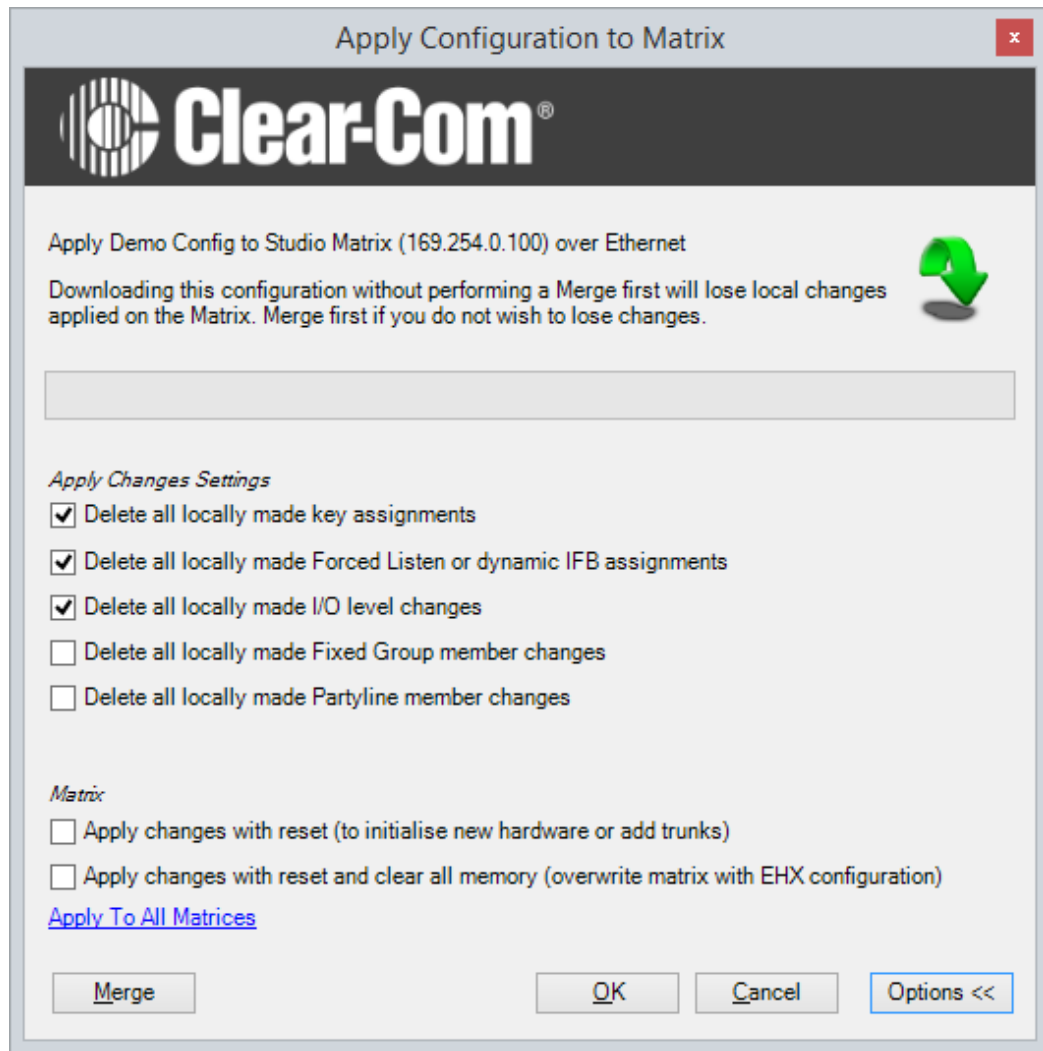 Apply Configuration to Matrix
x
Clear-Com®
Apply Demo Config to Studio Matrix (169.254.0.100) over Ethernet
Downloading this configuration without performing a Merge first will lose local changes
applied on the Matrix. Merge first if you do not wish to lose changes.
Apply Changes Settings
Delete all locally made key assignments
Delete all locally made Forced Listen or dynamic IFB assignments
Delete all locally made I/O level changes
Delete all locally made Fixed Group member changes
Delete all locally made Partyline member changes
Matrix
Apply changes with reset (to initialise new hardware or add trunks)
Apply changes with reset and clear all memory (overwrite matrix with EHX configuration)
Apply To All Matrices
Merge OK Cancel Options <<